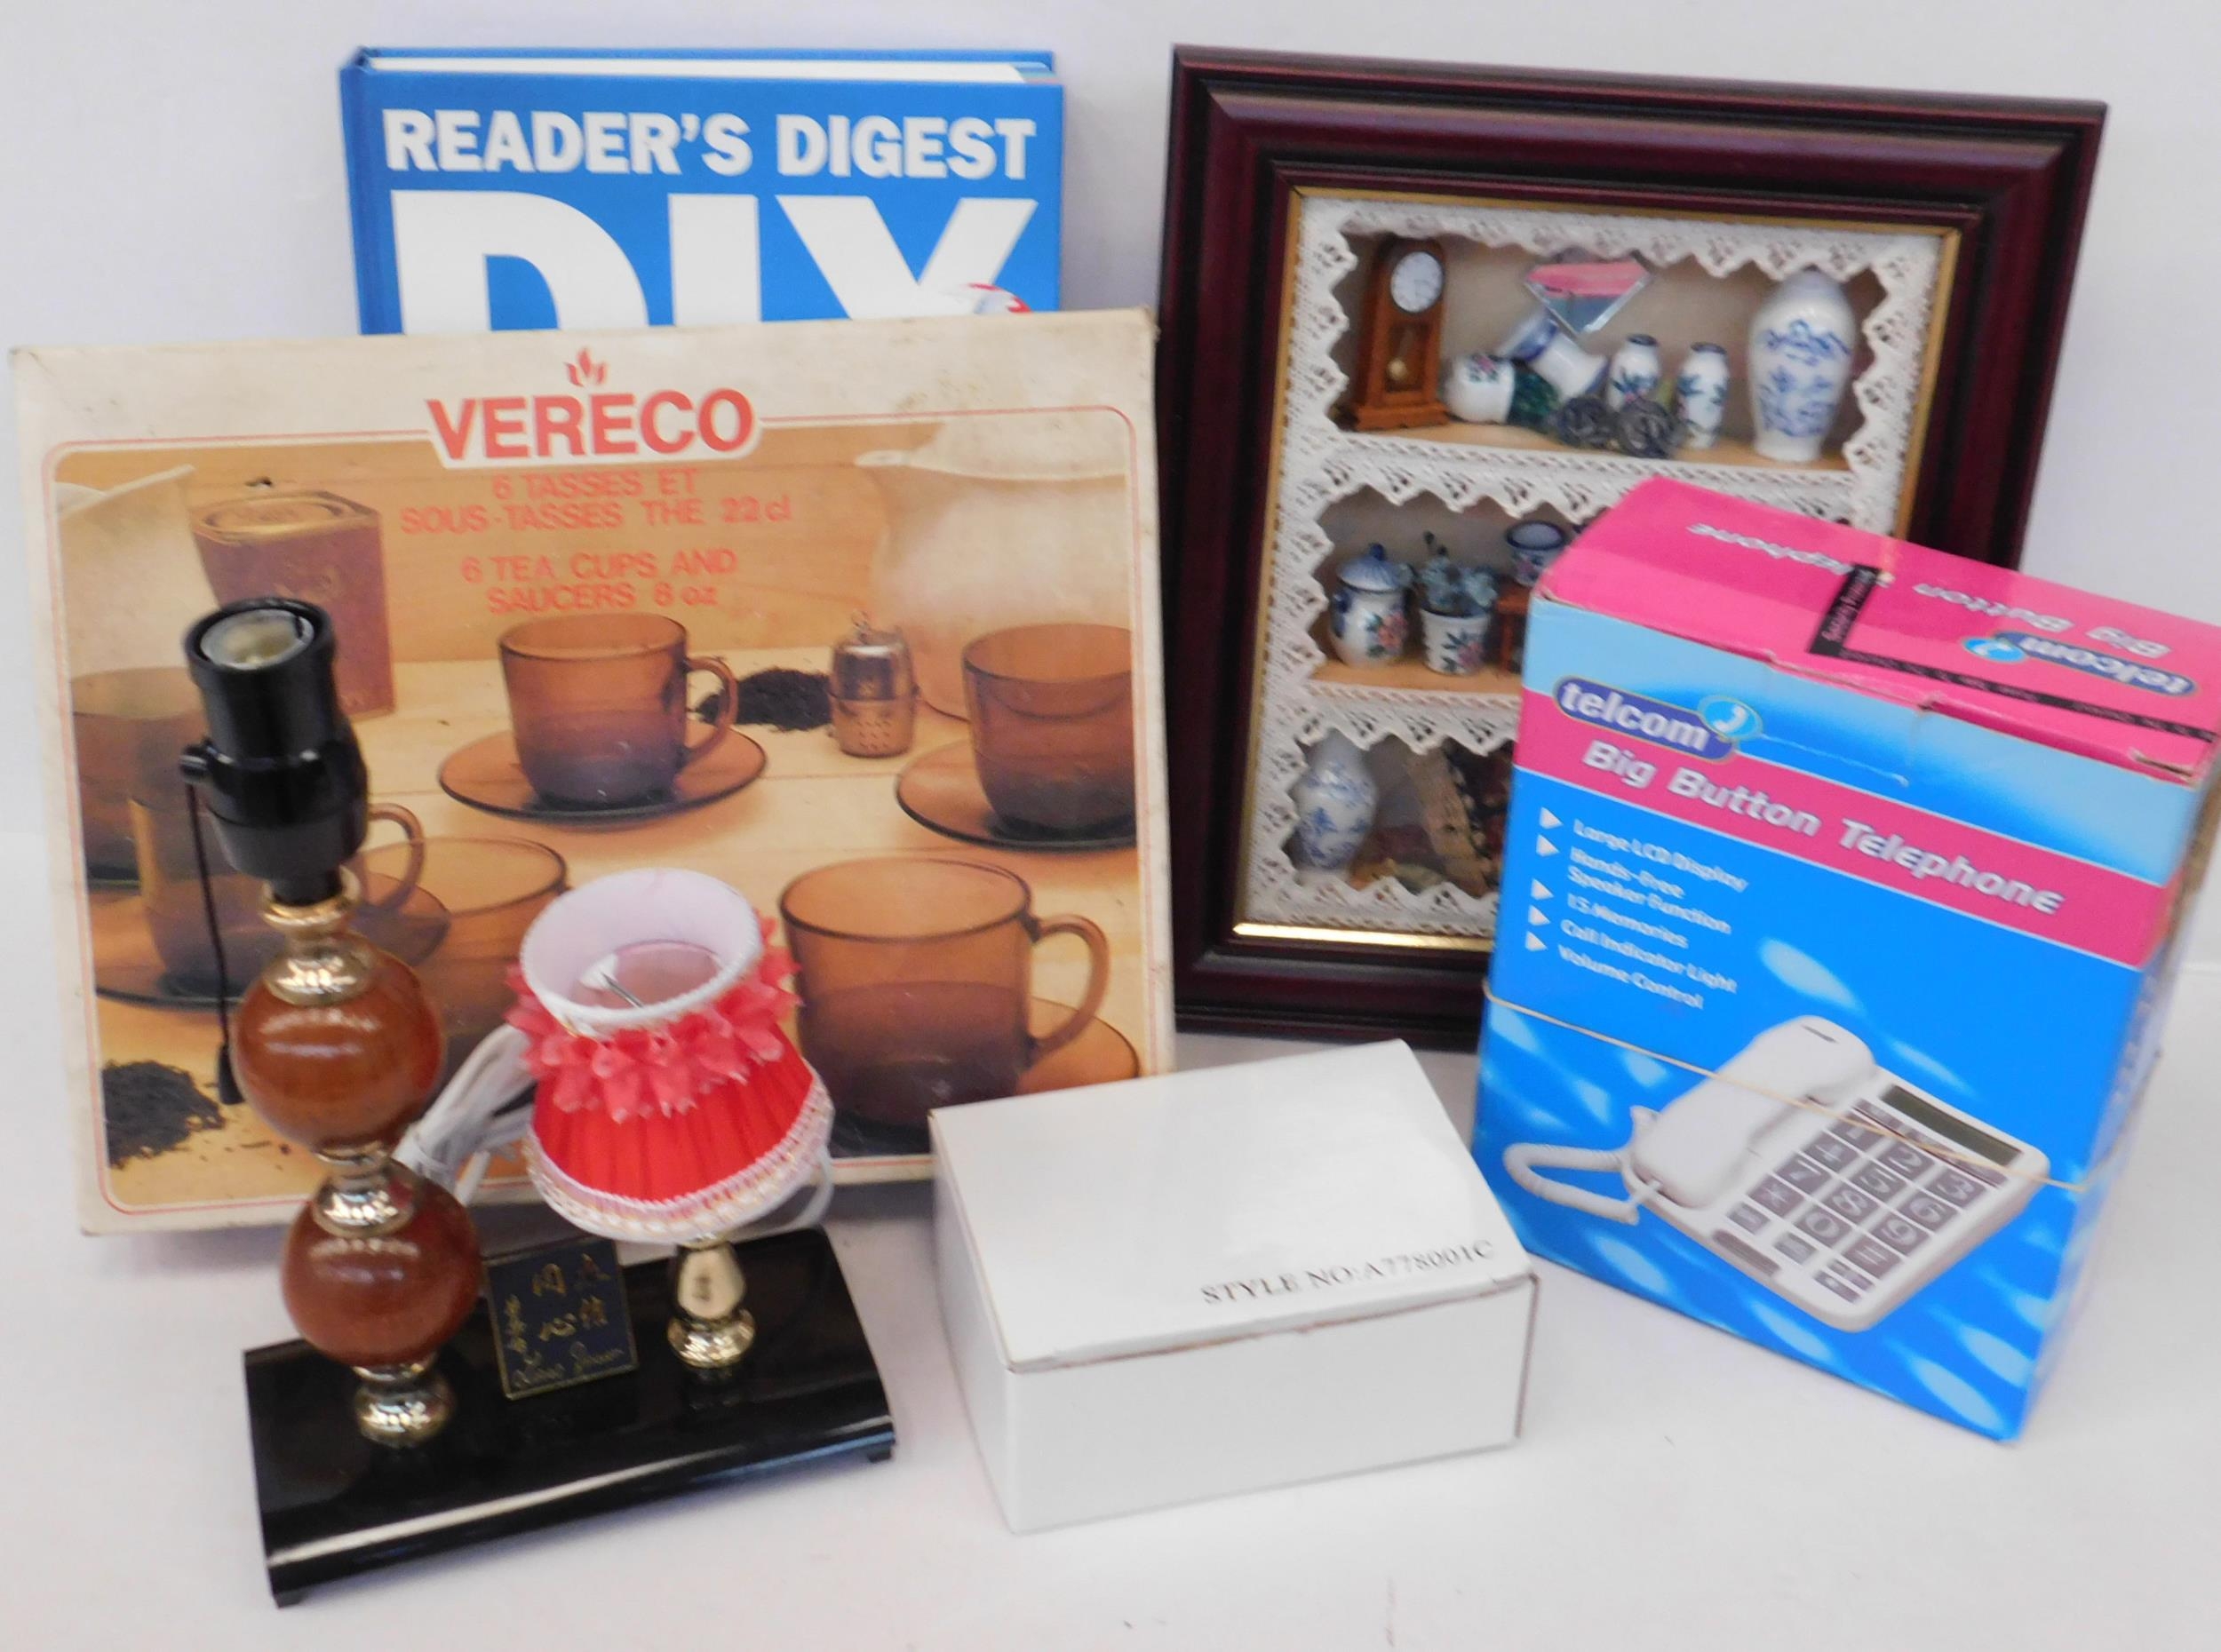 READER'S DIGEST
DIY
VERECO
6 TASSES ET
SOUS-TASSES THE 22 cl
6 TEA CUPS AND
SAUCERS 8 oz
telcom
Big Button Telephone
telcom
Big Button Telephone
Large LCD Display
Hands-Free
Speaker Function
15 Memories
Call Indicator Light
Volume Control
STYLE NO:A778001C